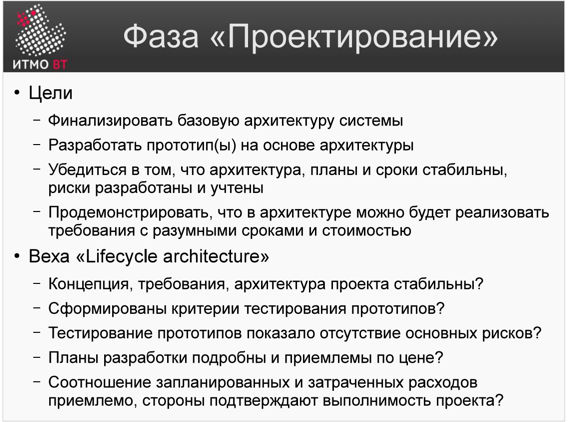 Фаза «Проектирование»
ИТМО ВТ
• Цели
– Финализировать базовую архитектуру системы
– Разработать прототип(ы) на основе архитектуры
– Убедиться в том, что архитектура, планы и сроки стабильны,
риски разработаны и учтены
– Продемонстрировать, что в архитектуре можно будет реализовать
требования с разумными сроками и стоимостью
• Веха «Lifecycle architecture»
– Концепция, требования, архитектура проекта стабильны?
– Сформированы критерии тестирования прототипов?
– Тестирование прототипов показало отсутствие основных рисков?
– Планы разработки подробны и приемлемы по цене?
– Соотношение запланированных и затраченных расходов
приемлемо, стороны подтверждают выполнимость проекта?